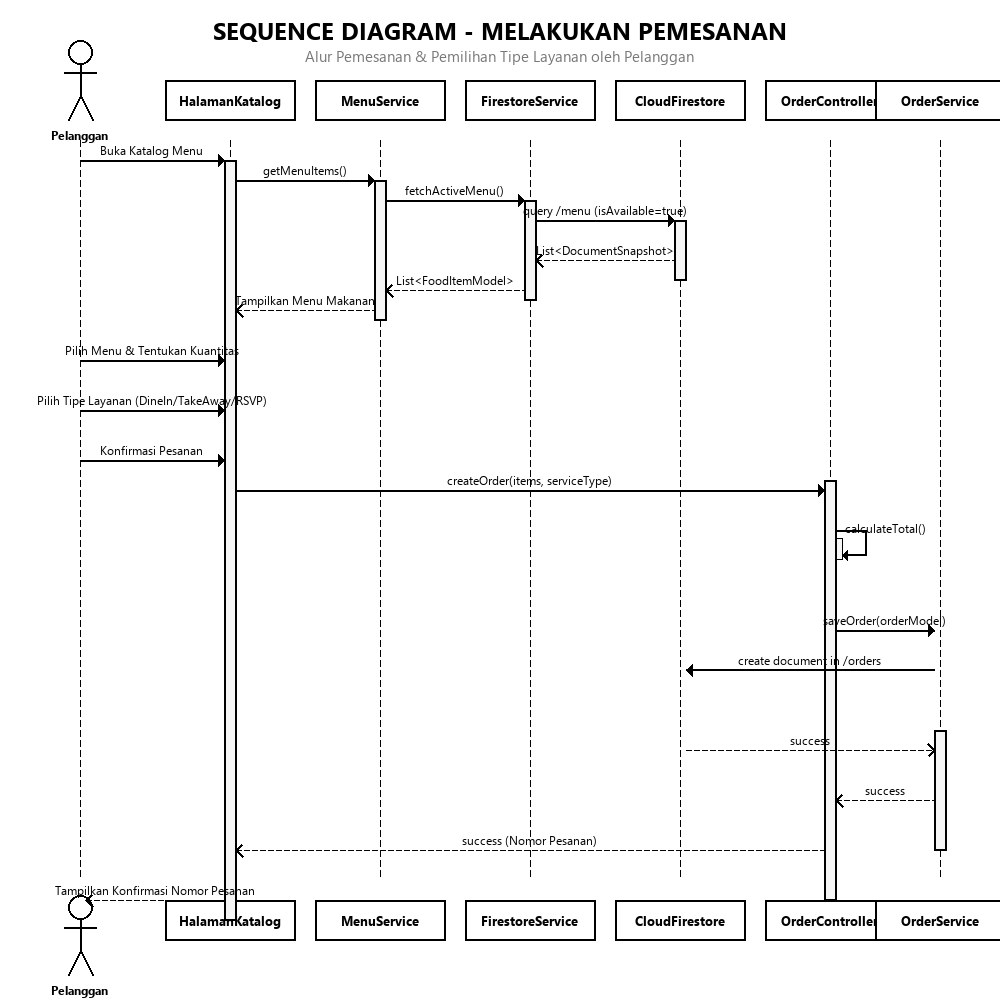 SEQUENCE DIAGRAM - MELAKUKAN PEMESANAN
Alur Pemesanan & Pemilihan Tipe Layanan oleh Pelanggan
HalamanKatalog
MenuService
FirestoreService
CloudFirestore
OrderController
OrderService
Pelanggan
Buka Katalog Menu
getMenuItems()
fetchActiveMenu()
query /menu (isAvailable=true)
List<DocumentSnapshot>
List<FoodItemModel>
Tampilkan Menu Makanan
Pilih Menu & Tentukan Kuantitas
Pilih Tipe Layanan (DineIn/TakeAway/RSVP)
Konfirmasi Pesanan
createOrder(items, serviceType)
calculateTotal()
saveOrder(orderModel)
create document in /orders
success
success
success (Nomor Pesanan)
Tampilkan Konfirmasi Nomor Pesanan
HalamanKatalog
MenuService
FirestoreService
CloudFirestore
OrderController
OrderService
Pelanggan